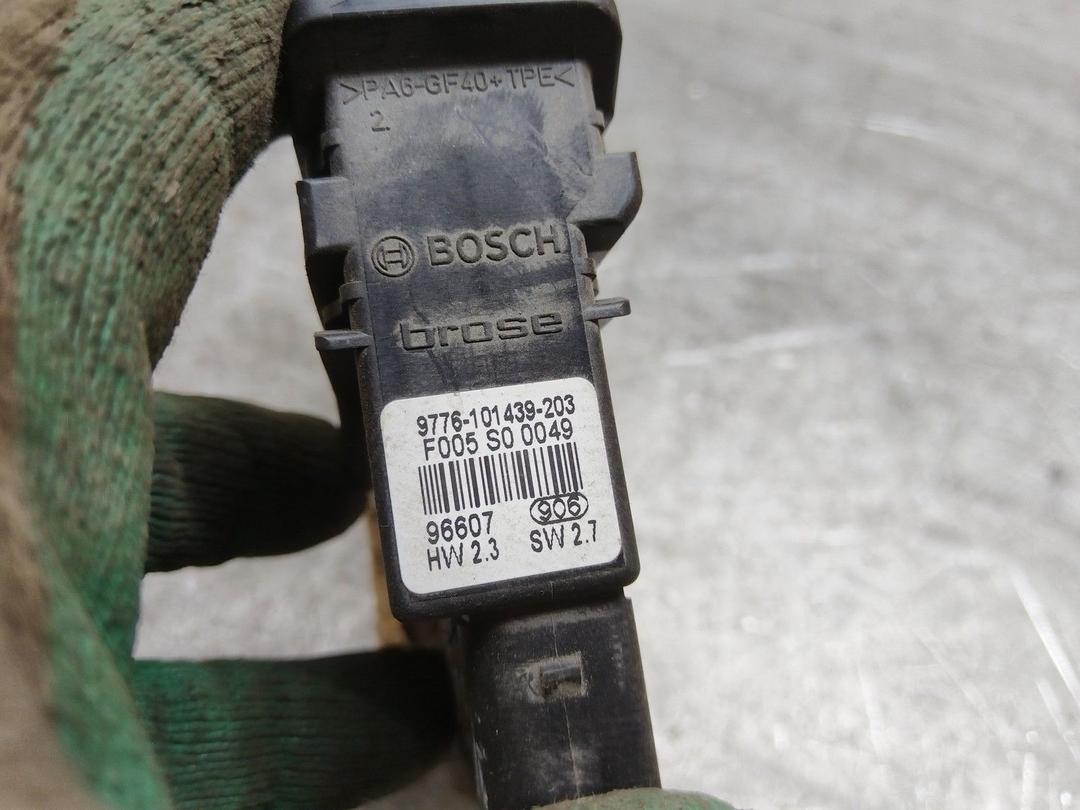 >PA6-GF40+TPE<
2
BOSCH
brose
9776-101439-203
F005 S0 0049
96607 906
HW 2.3 SW 2.7